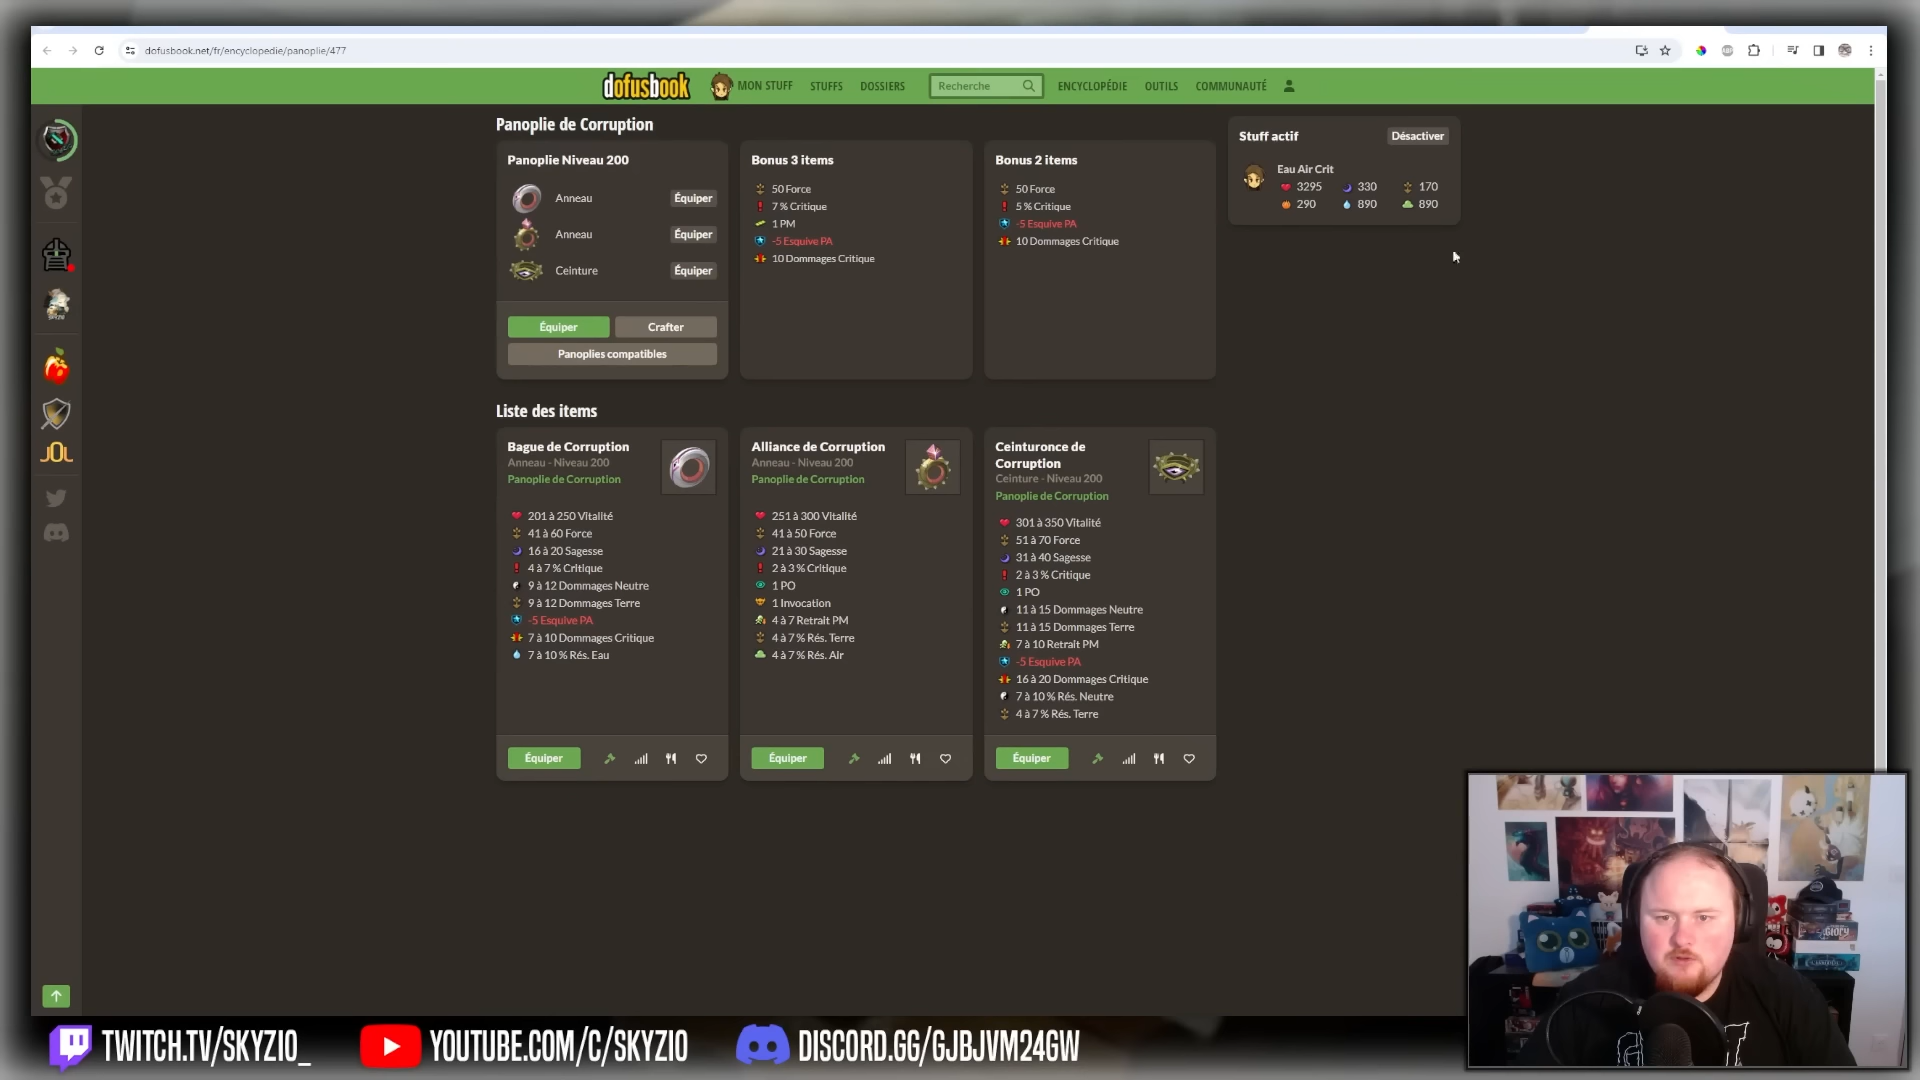 dofusbook.net/fr/encyclopedie/panoplie/477
dofusbook
MON STUFF
STUFFS
DOSSIERS
Recherche
ENCYCLOPÉDIE
OUTILS
COMMUNAUTÉ
Panoplie de Corruption
Panoplie Niveau 200
Anneau
Équiper
Anneau
Équiper
Ceinture
Équiper
Équiper
Crafter
Panoplies compatibles
Bonus 3 items
50 Force
7 % Critique
1 PM
-5 Esquive PA
10 Dommages Critique
Bonus 2 items
50 Force
5 % Critique
-5 Esquive PA
10 Dommages Critique
Stuff actif
Désactiver
Eau Air Crit
3295 330 170
290 890 890
Liste des items
Bague de Corruption
Anneau - Niveau 200
Panoplie de Corruption
201 à 250 Vitalité
41 à 60 Force
16 à 20 Sagesse
4 à 7 % Critique
9 à 12 Dommages Neutre
9 à 12 Dommages Terre
-5 Esquive PA
7 à 10 Dommages Critique
7 à 10 % Rés. Eau
Équiper
Alliance de Corruption
Anneau - Niveau 200
Panoplie de Corruption
251 à 300 Vitalité
41 à 50 Force
21 à 30 Sagesse
2 à 3 % Critique
1 PO
1 Invocation
4 à 7 Retrait PM
4 à 7 % Rés. Terre
4 à 7 % Rés. Air
Équiper
Ceinturonce de
Corruption
Ceinture - Niveau 200
Panoplie de Corruption
301 à 350 Vitalité
51 à 70 Force
31 à 40 Sagesse
2 à 3 % Critique
1 PO
11 à 15 Dommages Neutre
11 à 15 Dommages Terre
7 à 10 Retrait PM
-5 Esquive PA
16 à 20 Dommages Critique
7 à 10 % Rés. Neutre
4 à 7 % Rés. Terre
Équiper
JOL
GLORY
TWITCH.TV/SKYZIO_
YOUTUBE.COM/C/SKYZIO
DISCORD.GG/GJBJVM24GW